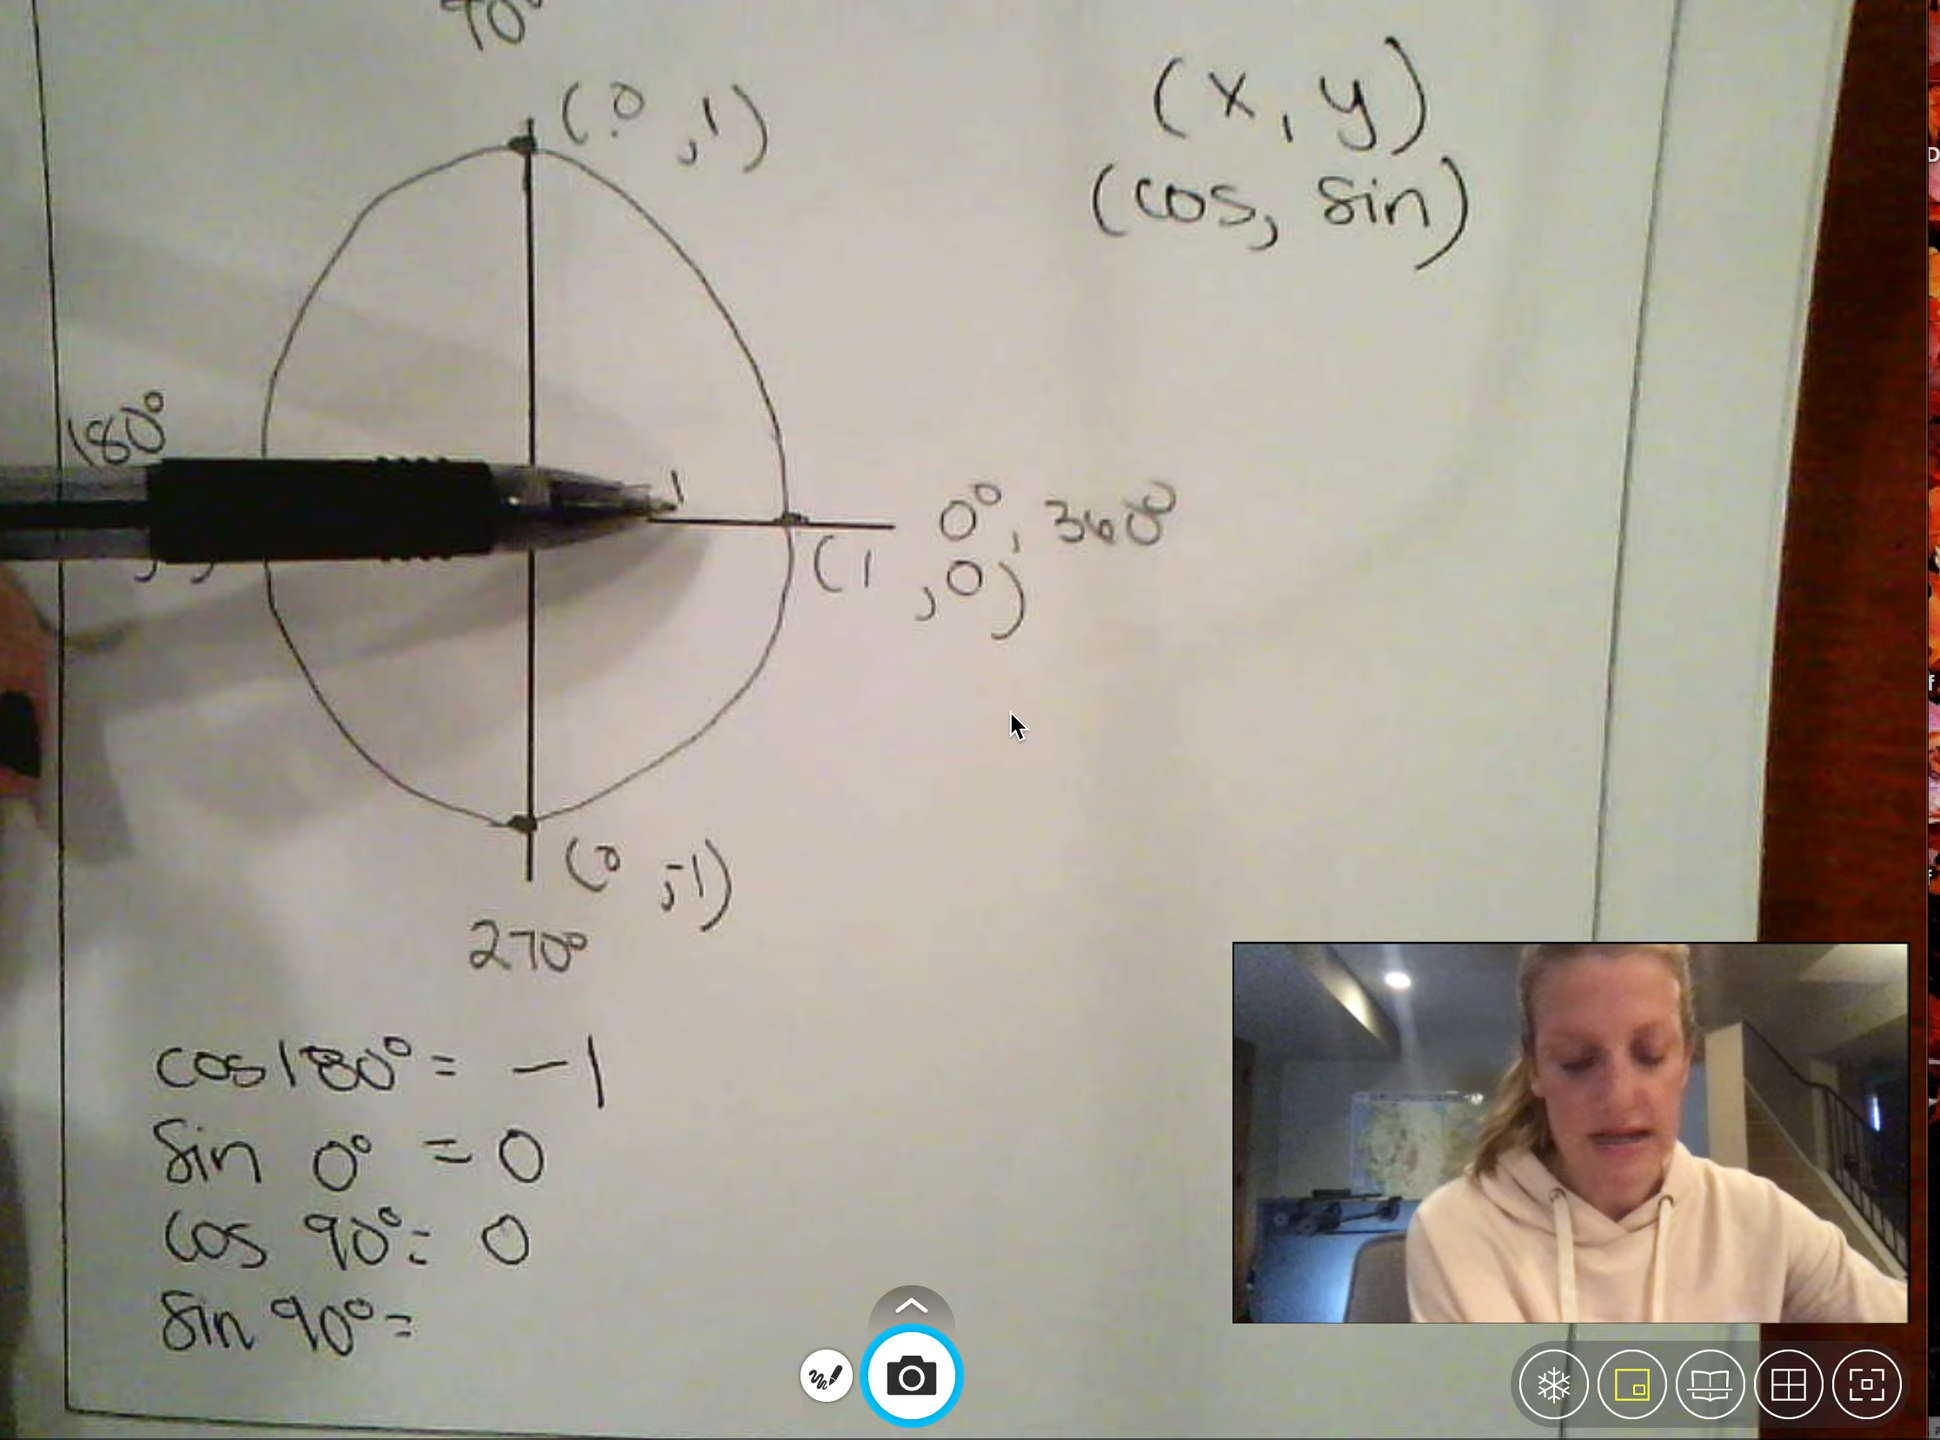 90°
(0 ,1)
(x, y)
(cos, sin)
180°
1
0°, 360°
(1 ,0)
(0 ,-1)
270°
cos 180° = -1
sin 0° = 0
cos 90° = 0
sin 90° =